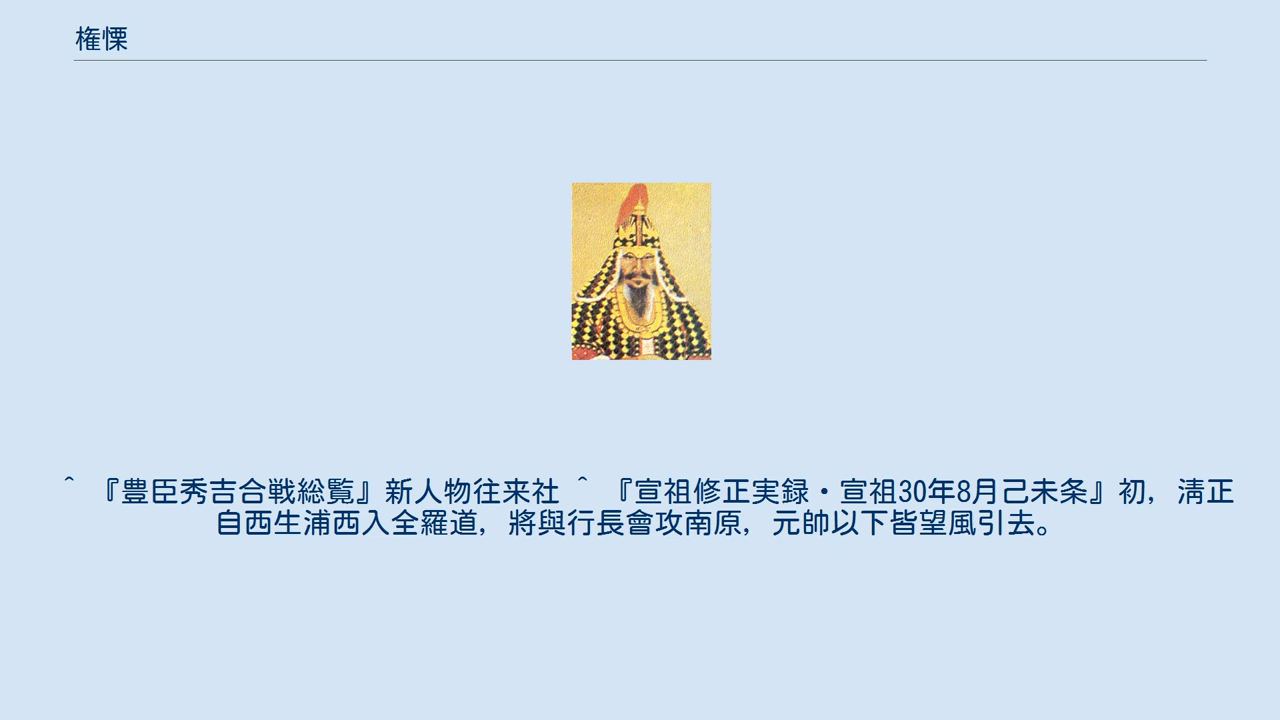 権慄
^ 『豊臣秀吉合戦総覧』新人物往来社 ^ 『宣祖修正実録・宣祖30年8月己未条』初，淸正
自西生浦西入全羅道，將與行長會攻南原，元帥以下皆望風引去。